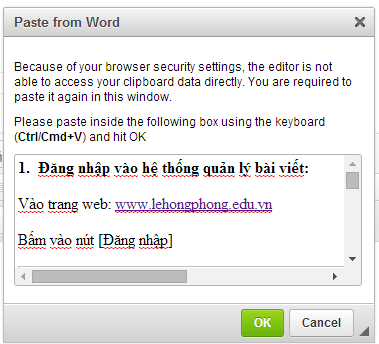 Paste from Word
Because of your browser security settings, the editor is not
able to access your clipboard data directly. You are required to
paste it again in this window.
Please paste inside the following box using the keyboard
(Ctrl/Cmd+V) and hit OK
1. Đăng nhập vào hệ thống quản lý bài viết:
Vào trang web: www.lehongphong.edu.vn
Bấm vào nút [Đăng nhập]
OK Cancel